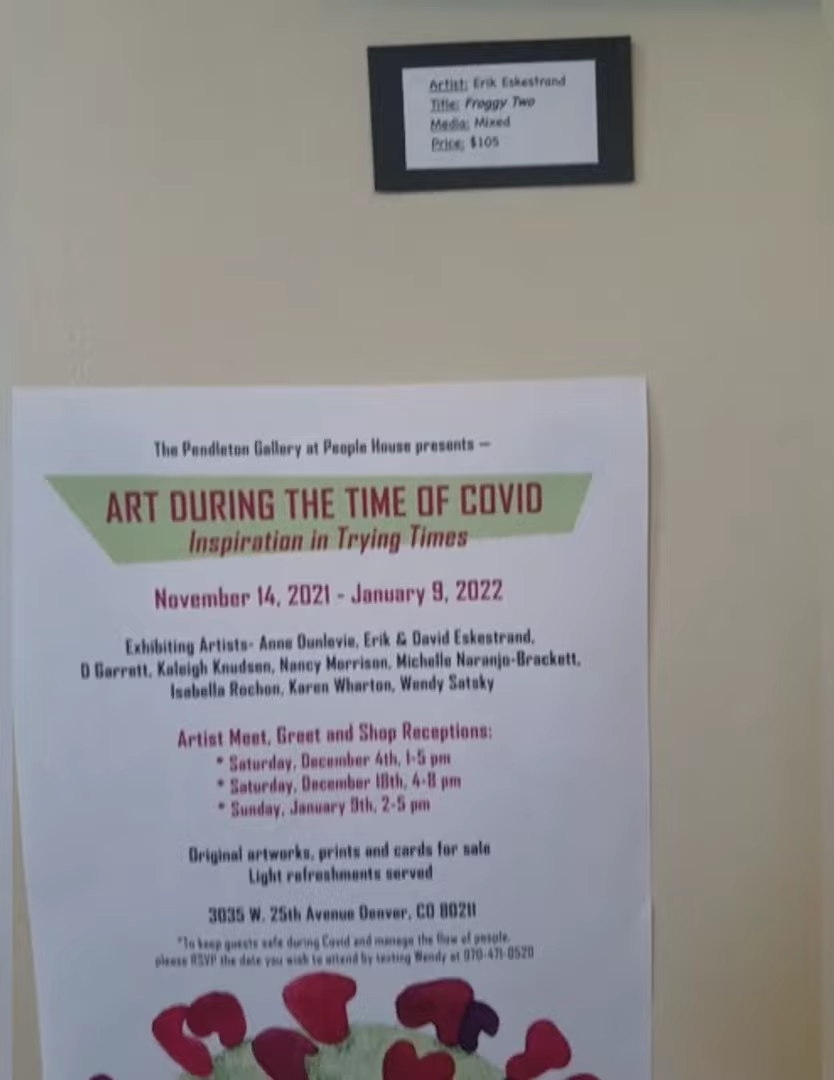 Artist: Erik Eskestrand
Title: Froggy Two
Media: Mixed
Price: $105
The Pendleton Gallery at People House presents —
ART DURING THE TIME OF COVID
Inspiration in Trying Times
November 14, 2021 - January 9, 2022
Exhibiting Artists- Anne Dunlevie, Erik & David Eskestrand,
D Garrett, Kaleigh Knudsen, Nancy Morrison, Michelle Naranjo-Brackett,
Isabella Rochon, Karen Wharton, Wendy Satsky
Artist Meet, Greet and Shop Receptions:
* Saturday, December 4th, 1-5 pm
* Saturday, December 18th, 4-8 pm
* Sunday, January 9th, 2-5 pm
Original artworks, prints and cards for sale
Light refreshments served
3035 W. 25th Avenue Denver, CO 80211
*To keep guests safe during Covid and manage the flow of people,
please RSVP the date you wish to attend by texting Wendy at 970-471-0520